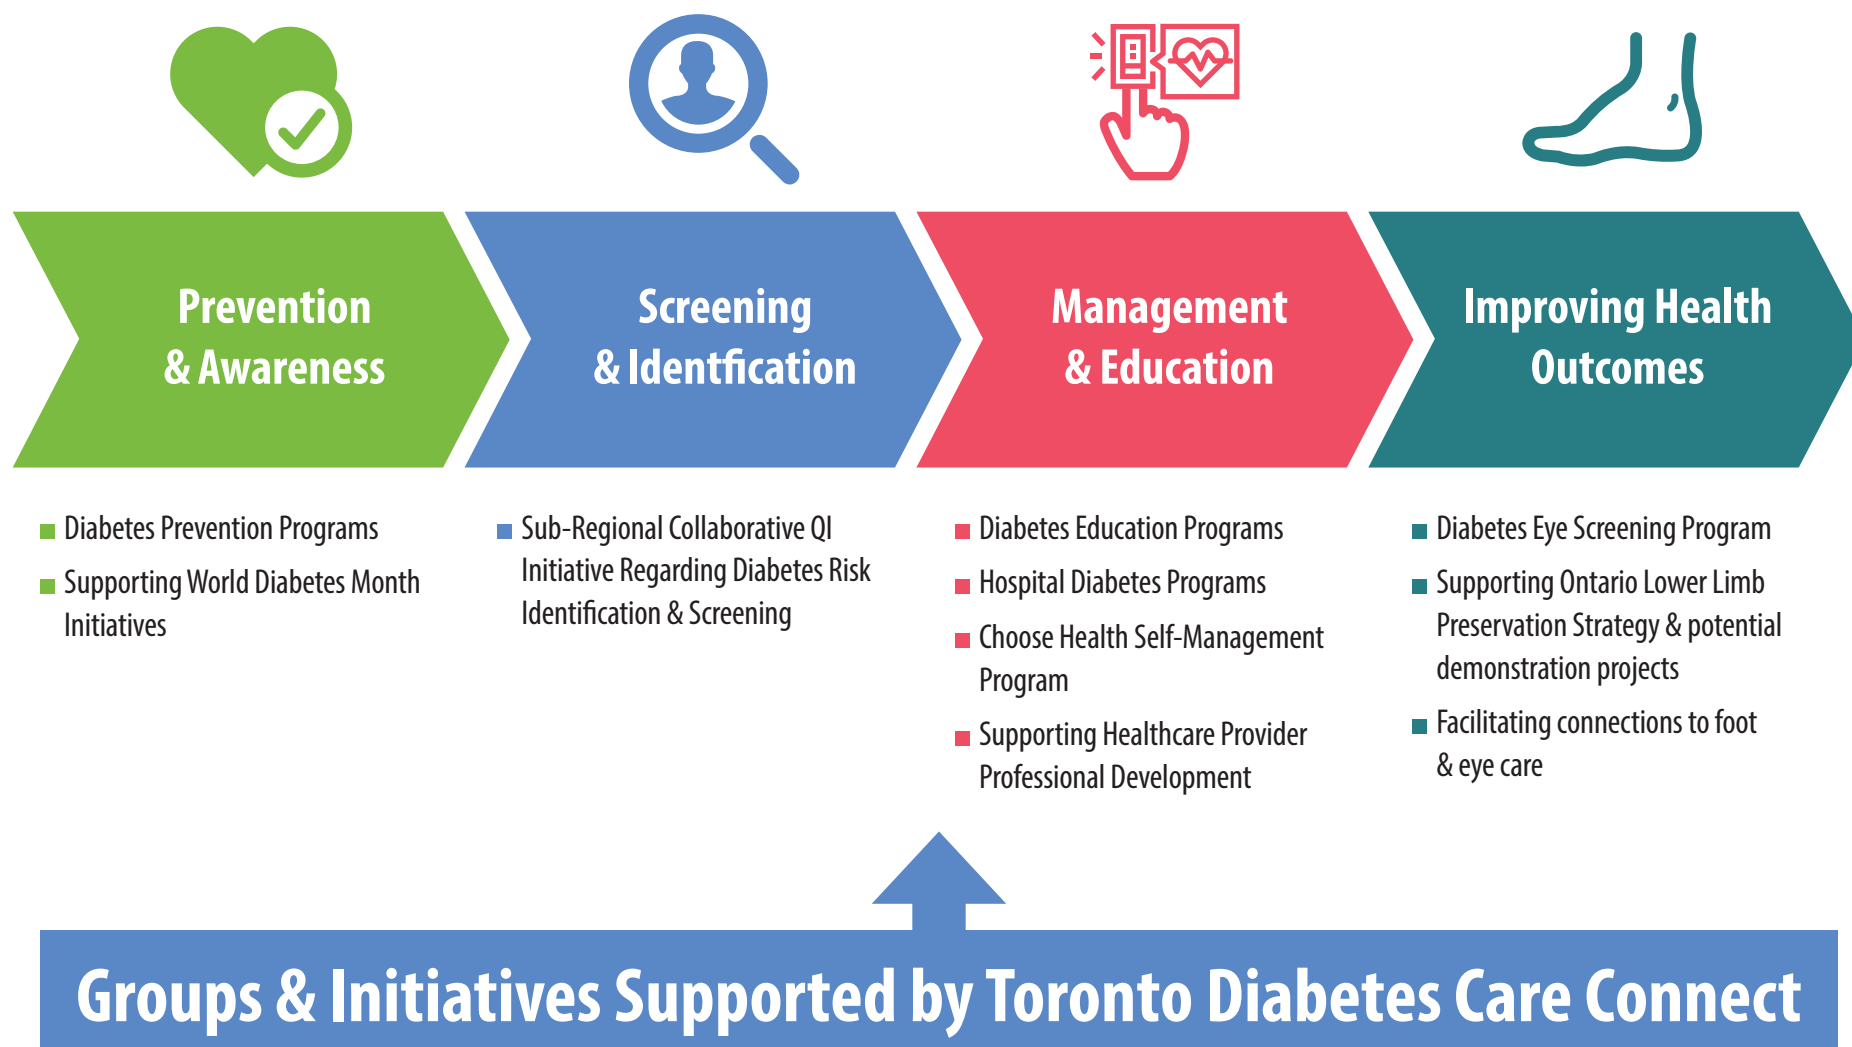 Prevention
& Awareness
Screening
& Identfication
Management
& Education
Improving Health
Outcomes
Diabetes Prevention Programs
Supporting World Diabetes Month
Initiatives
Sub-Regional Collaborative QI
Initiative Regarding Diabetes Risk
Identification & Screening
Diabetes Education Programs
Hospital Diabetes Programs
Choose Health Self-Management
Program
Supporting Healthcare Provider
Professional Development
Diabetes Eye Screening Program
Supporting Ontario Lower Limb
Preservation Strategy & potential
demonstration projects
Facilitating connections to foot
& eye care
Groups & Initiatives Supported by Toronto Diabetes Care Connect